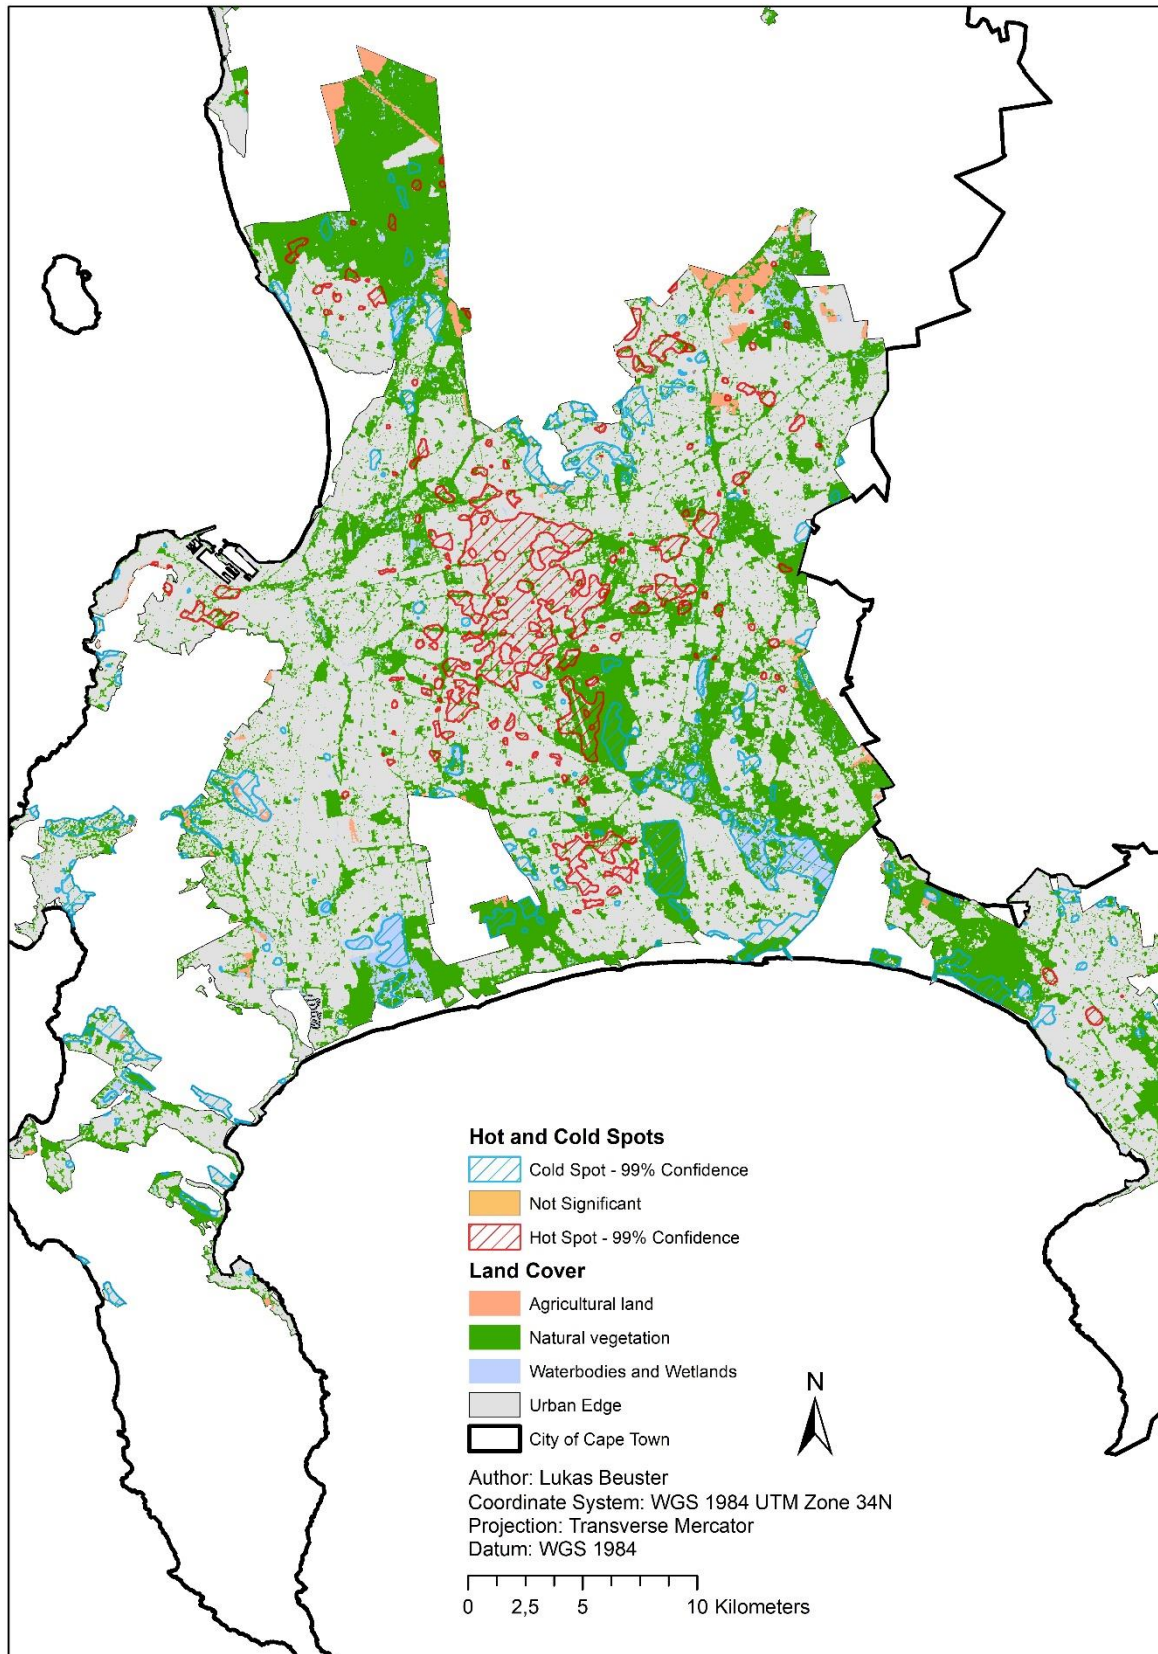 Hot and Cold Spots
Cold Spot - 99% Confidence
Not Significant
Hot Spot - 99% Confidence
Land Cover
Agricultural land
Natural vegetation
Waterbodies and Wetlands
Urban Edge
City of Cape Town
N
Author: Lukas Beuster
Coordinate System: WGS 1984 UTM Zone 34N
Projection: Transverse Mercator
Datum: WGS 1984
0 2,5 5 10 Kilometers